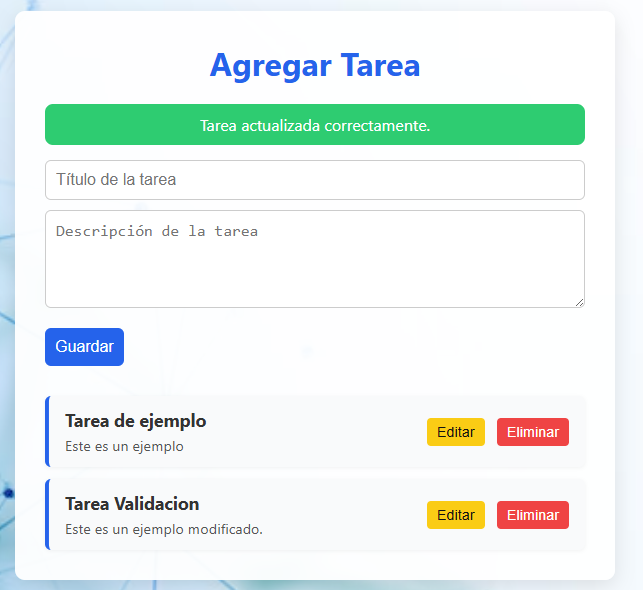 Agregar Tarea
Tarea actualizada correctamente.
Título de la tarea
Descripción de la tarea
Guardar
Tarea de ejemplo
Este es un ejemplo
Editar
Eliminar
Tarea Validacion
Este es un ejemplo modificado.
Editar
Eliminar